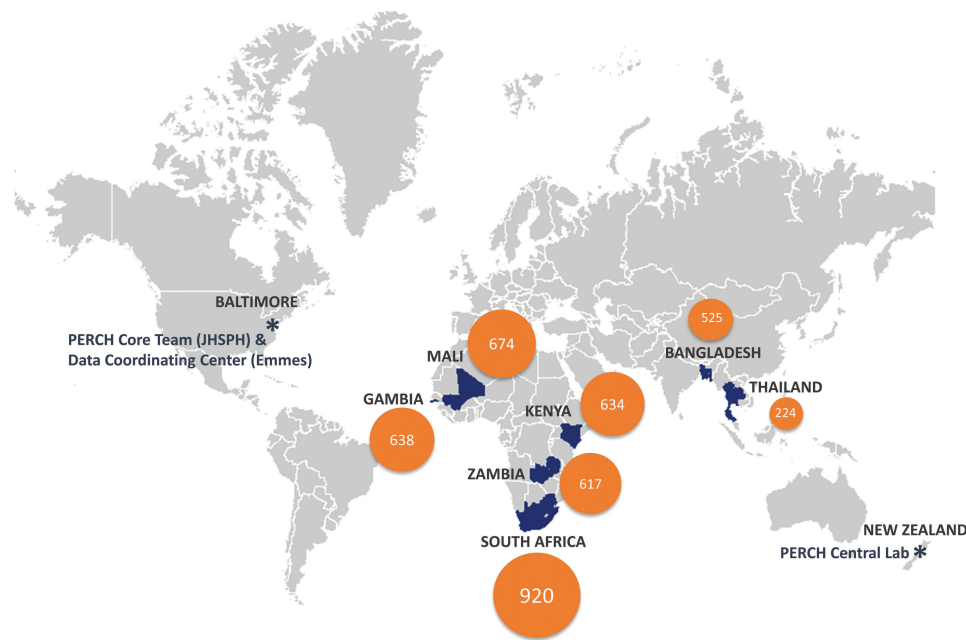 BALTIMORE
*
PERCH Core Team (JHSPH) &
Data Coordinating Center (Emmes)
525
BANGLADESH
674
MALI
THAILAND
224
GAMBIA
638
KENYA
634
ZAMBIA
617
SOUTH AFRICA
920
NEW ZEALAND
PERCH Central Lab *